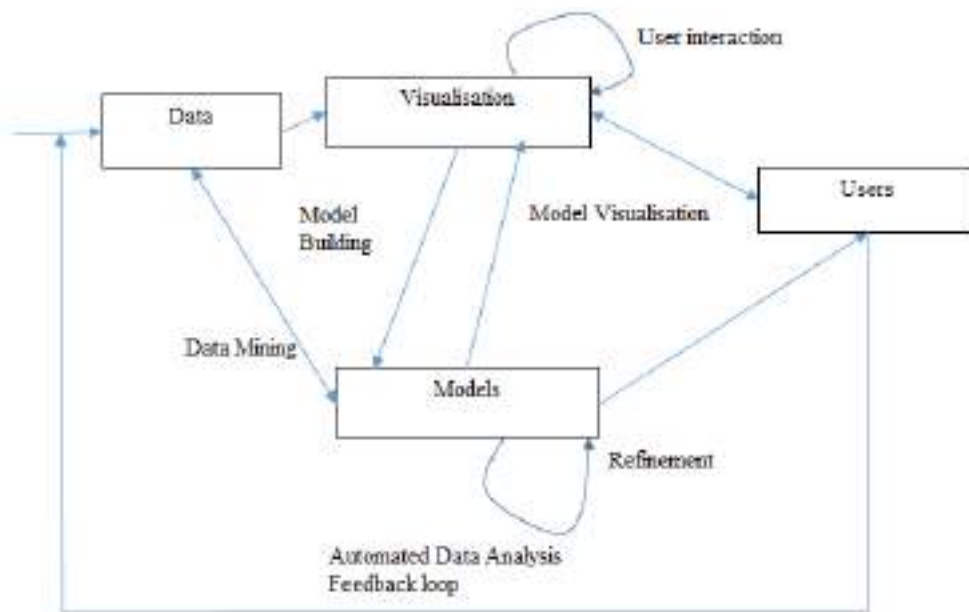 User interaction
Visualisation
Data
Users
Model
Building
Model Visualisation
Data Mining
Models
Refinement
Automated Data Analysis
Feedback loop